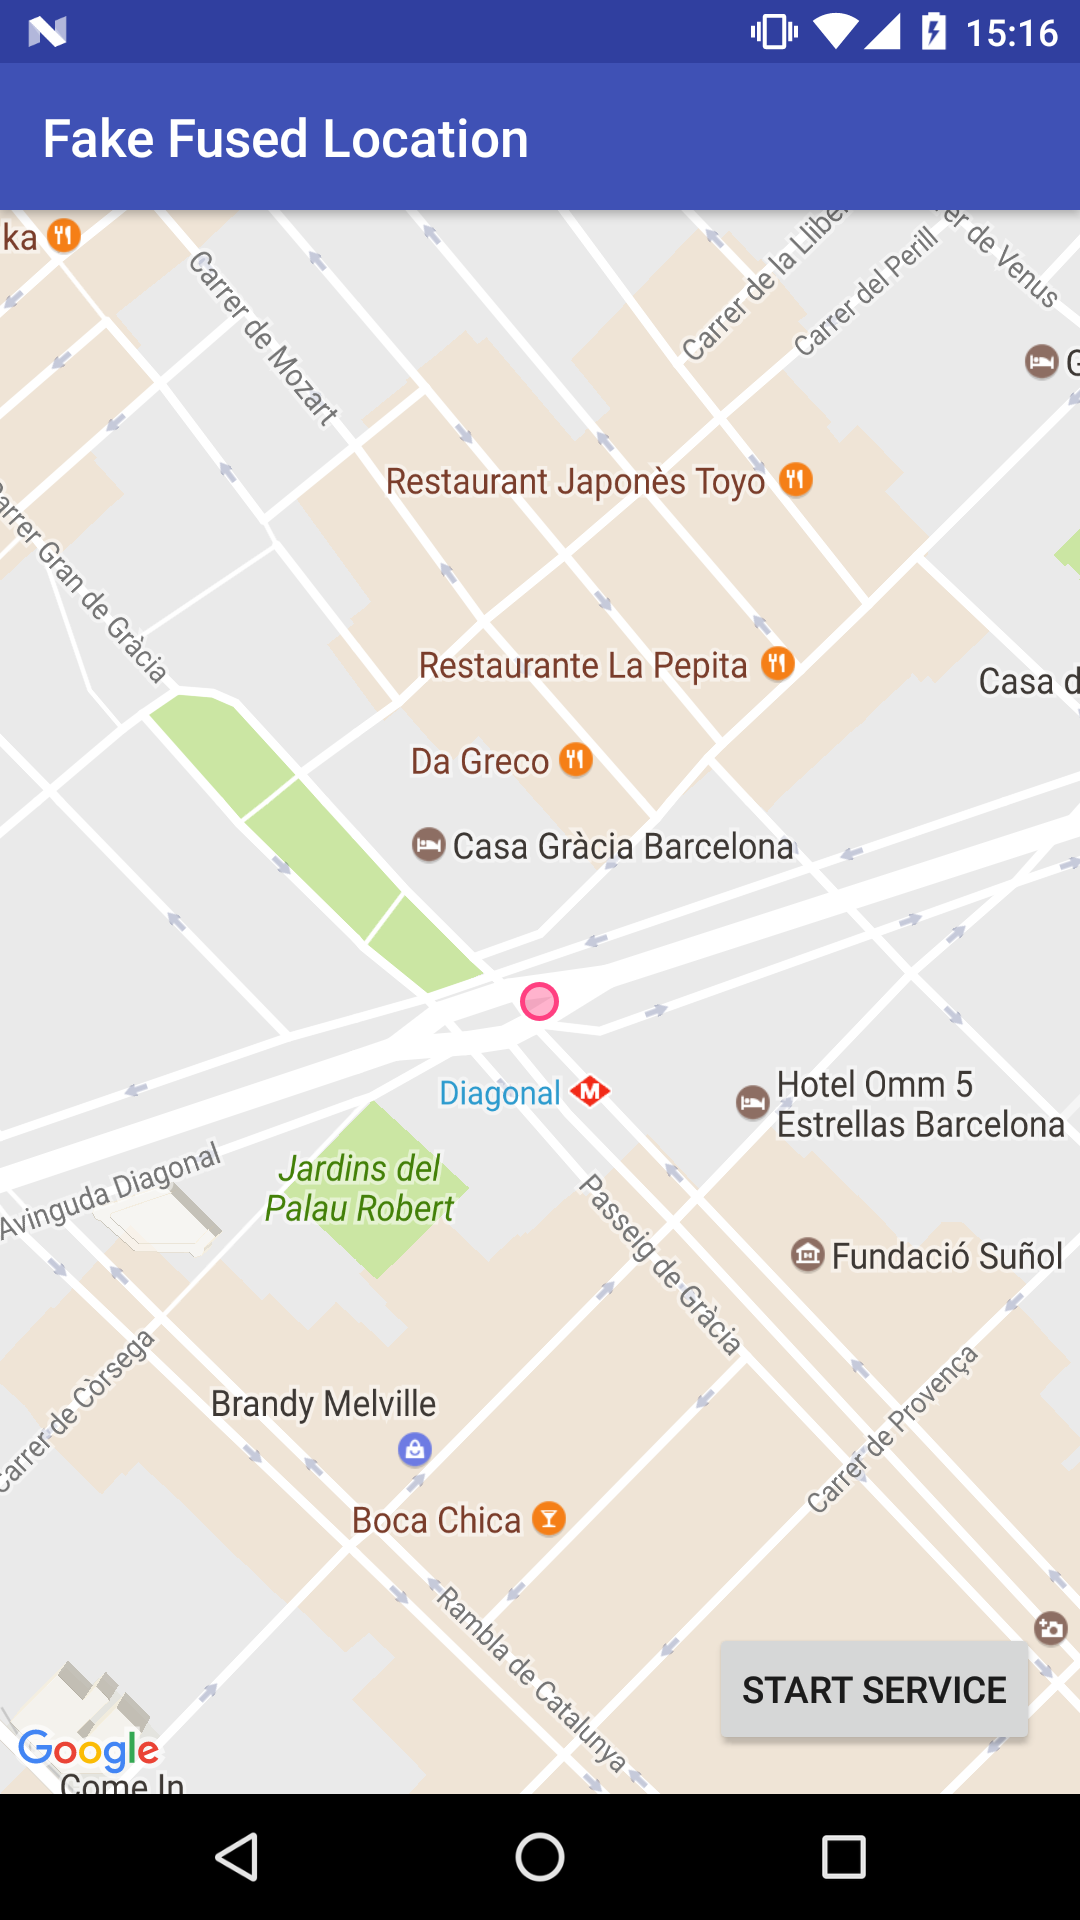 15:16
Fake Fused Location
ka
Carrer de Mozart
Carrer del Perill
Carrer de la
de Venus
Restaurant Japonès Toyo
Carrer Gran de Gràcia
Restaurante La Pepita
Casa d
Da Greco
Casa Gràcia Barcelona
Diagonal
M
Hotel Omm 5
Estrellas Barcelona
Jardins del
Palau Robert
Avinguda Diagonal
Passeig de Gràcia
Fundació Suñol
Carrer de Còrsega
Carrer de Provença
Brandy Melville
Boca Chica
Rambla de Catalunya
START SERVICE
Google
Come In